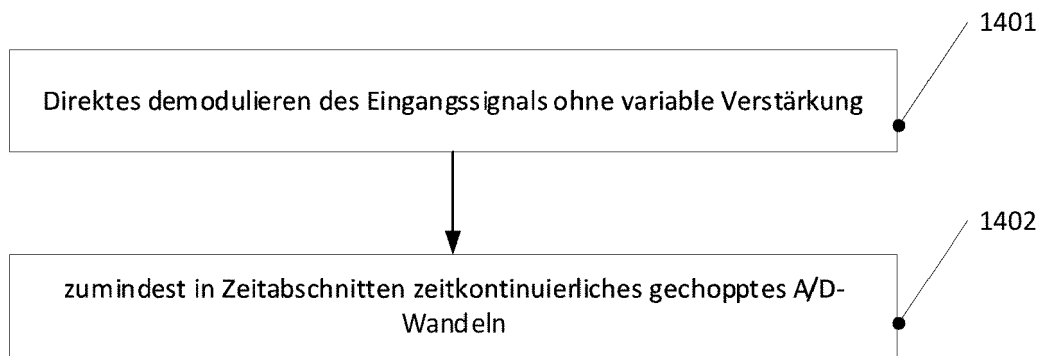 1401
Direktes demodulieren des Eingangssignals ohne variable Verstärkung
1402
zumindest in Zeitabschnitten zeitkontinuierliches gechopptes A/D-
Wandeln